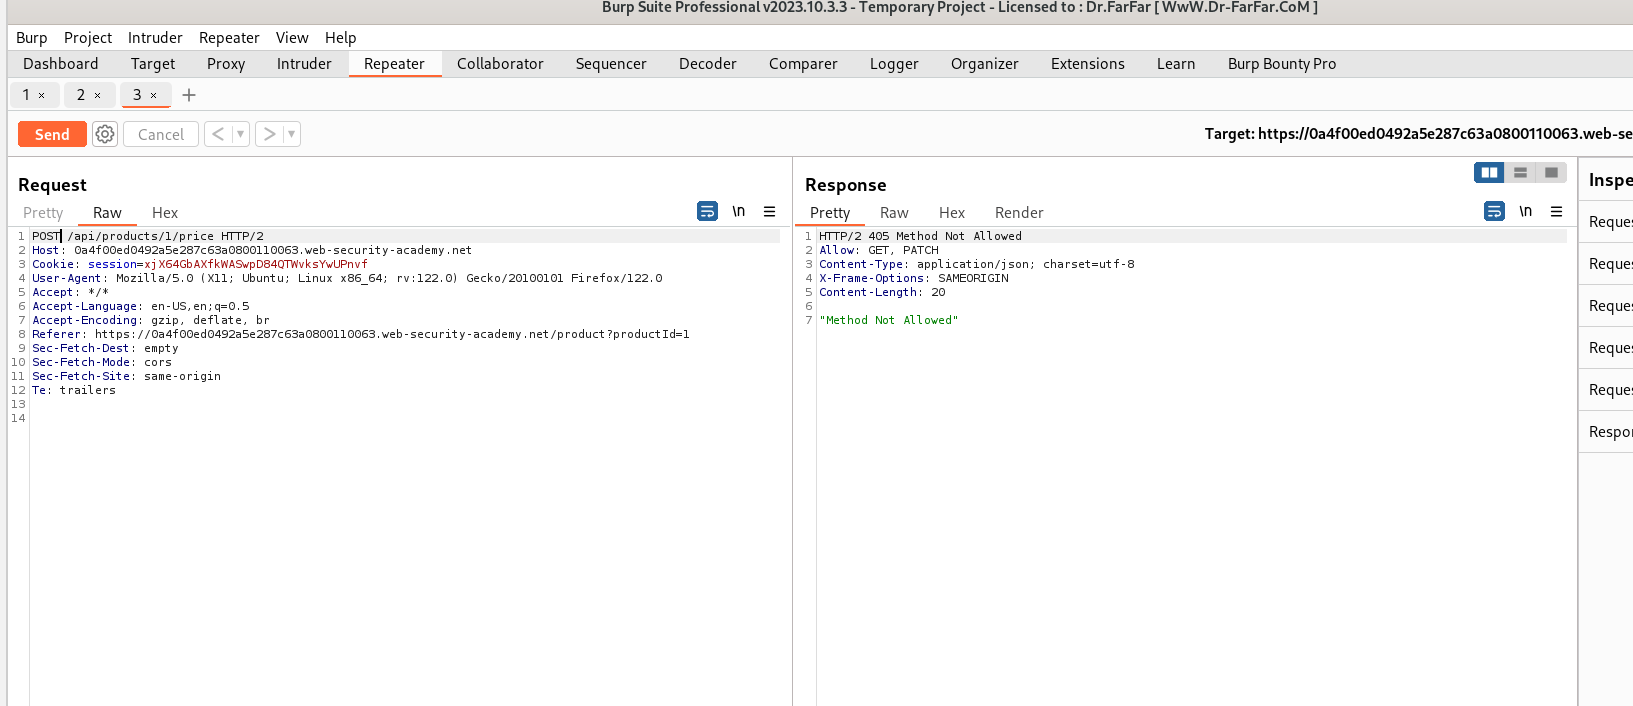 Burp Suite Professional v2023.10.3.3 - Temporary Project - Licensed to : Dr.FarFar [ WwW.Dr-FarFar.CoM ]
Burp Project Intruder Repeater View Help
Dashboard Target Proxy Intruder Repeater Collaborator Sequencer Decoder Comparer Logger Organizer Extensions Learn Burp Bounty Pro
1 × 2 × 3 × +
Send Cancel < ▾ > ▾ Target: https://0a4f00ed0492a5e287c63a0800110063.web-se
Request
Pretty Raw Hex \n
1 POST /api/products/1/price HTTP/2
2 Host: 0a4f00ed0492a5e287c63a0800110063.web-security-academy.net
3 Cookie: session=xjX64GbAXfkWASwpD84QTWvksYwUPnvf
4 User-Agent: Mozilla/5.0 (X11; Ubuntu; Linux x86_64; rv:122.0) Gecko/20100101 Firefox/122.0
5 Accept: */*
6 Accept-Language: en-US,en;q=0.5
7 Accept-Encoding: gzip, deflate, br
8 Referer: https://0a4f00ed0492a5e287c63a0800110063.web-security-academy.net/product?productId=1
9 Sec-Fetch-Dest: empty
10 Sec-Fetch-Mode: cors
11 Sec-Fetch-Site: same-origin
12 Te: trailers
13
14
Response
Pretty Raw Hex Render \n
1 HTTP/2 405 Method Not Allowed
2 Allow: GET, PATCH
3 Content-Type: application/json; charset=utf-8
4 X-Frame-Options: SAMEORIGIN
5 Content-Length: 20
6
7 "Method Not Allowed"
Inspe
Reques
Reques
Reques
Reques
Reques
Respon